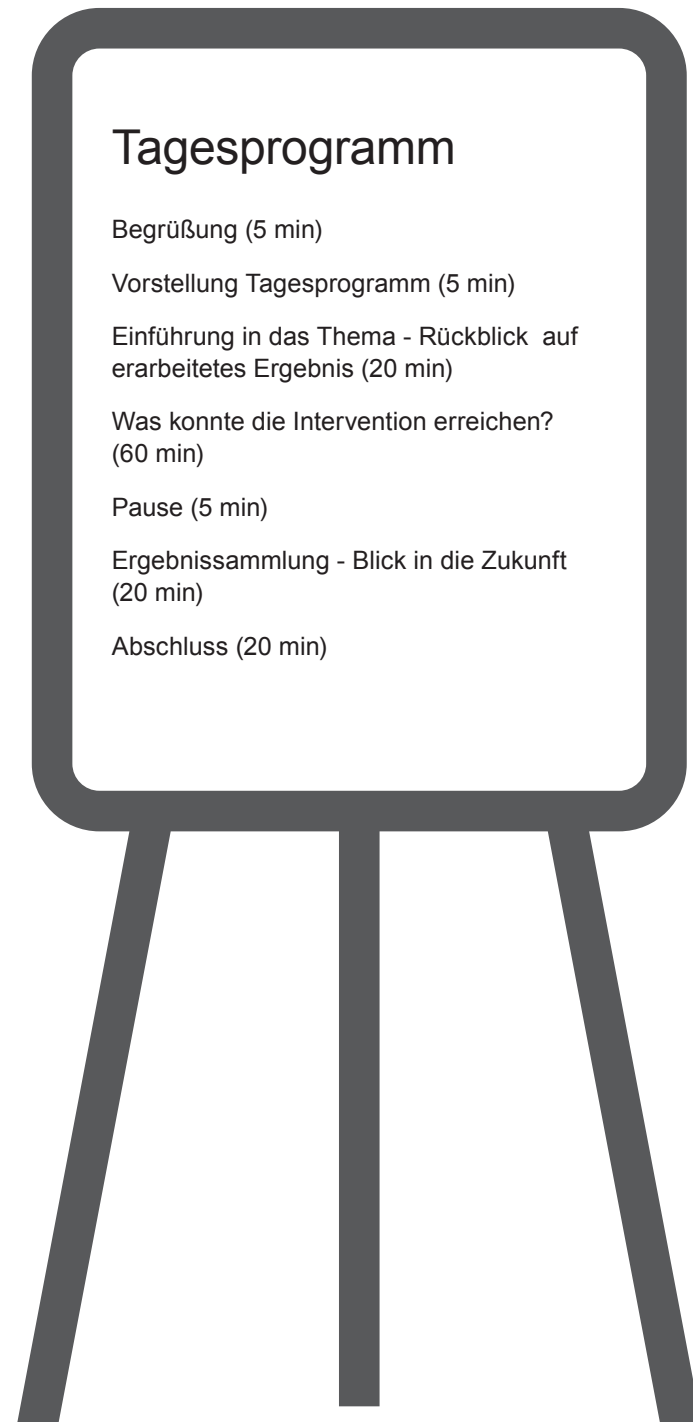 Tagesprogramm
Begrüßung (5 min)
Vorstellung Tagesprogramm (5 min)
Einführung in das Thema - Rückblick  auf
erarbeitetes Ergebnis (20 min)
Was konnte die Intervention erreichen?
(60 min)
Pause (5 min)
Ergebnissammlung - Blick in die Zukunft
(20 min)
Abschluss (20 min)